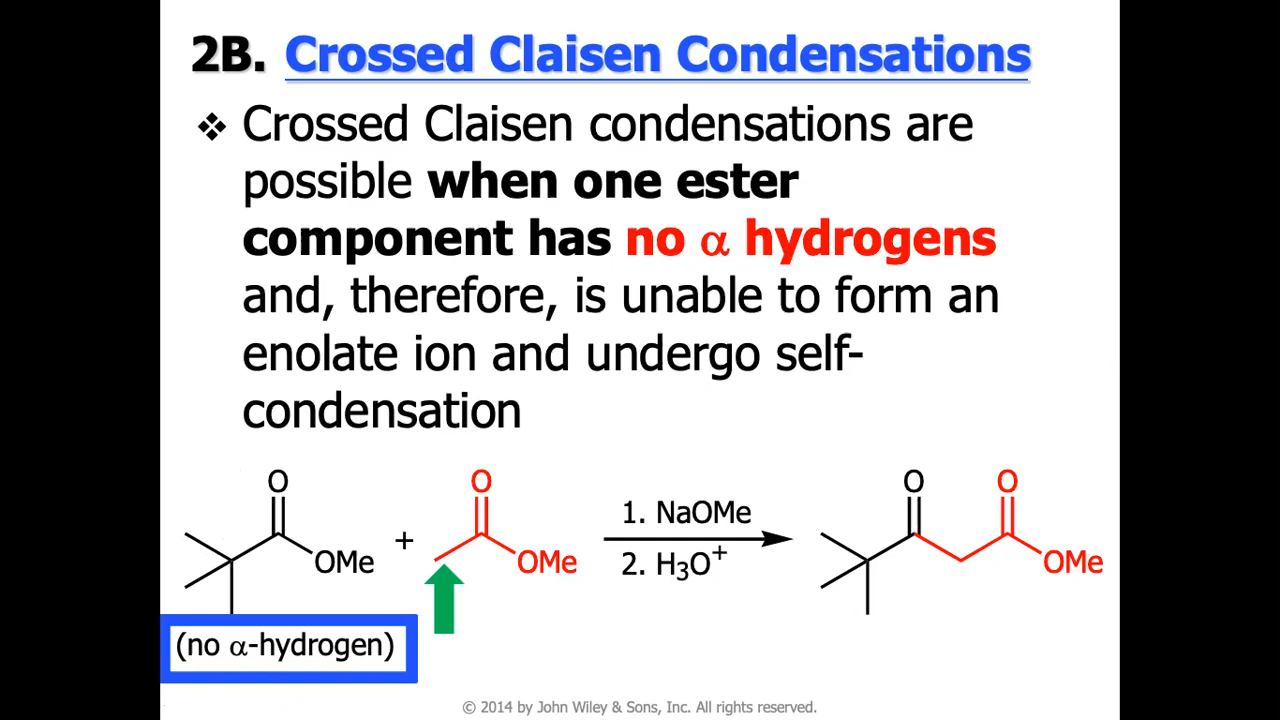 2B. Crossed Claisen Condensations
❖ Crossed Claisen condensations are
possible when one ester
component has no α hydrogens
and, therefore, is unable to form an
enolate ion and undergo self-
condensation
O O O O
1. NaOMe
+
OMe OMe 2. H₃O⁺ OMe
(no α-hydrogen)
© 2014 by John Wiley & Sons, Inc. All rights reserved.